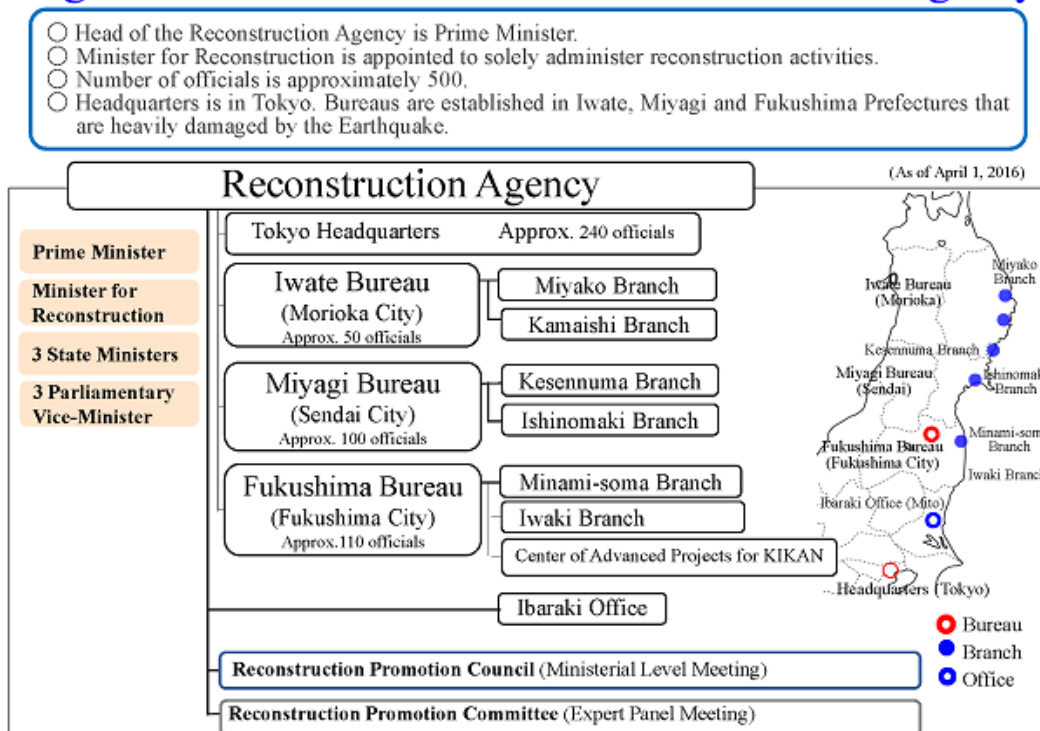 ○ Head of the Reconstruction Agency is Prime Minister.
○ Minister for Reconstruction is appointed to solely administer reconstruction activities.
○ Number of officials is approximately 500.
○ Headquarters is in Tokyo. Bureaus are established in Iwate, Miyagi and Fukushima Prefectures that
are heavily damaged by the Earthquake.
Reconstruction Agency
(As of April 1, 2016)
Prime Minister
Minister for
Reconstruction
3 State Ministers
3 Parliamentary
Vice-Minister
Tokyo Headquarters Approx. 240 officials
Iwate Bureau
(Morioka City)
Approx. 50 officials
Miyako Branch
Kamaishi Branch
Miyagi Bureau
(Sendai City)
Approx. 100 officials
Kesennuma Branch
Ishinomaki Branch
Fukushima Bureau
(Fukushima City)
Approx.110 officials
Minami-soma Branch
Iwaki Branch
Center of Advanced Projects for KIKAN
Ibaraki Office
Reconstruction Promotion Council (Ministerial Level Meeting)
Reconstruction Promotion Committee (Expert Panel Meeting)
Miyako
Branch
Iwate Bureau
(Morioka)
Kesennuma Branch
Miyagi Bureau
(Sendai)
Ishinomak
Branch
Fukushima Bureau
(Fukushima City)
Minami-som
Branch
Iwaki Branc
Ibaraki Office (Mito)
Headquarters (Tokyo)
Bureau
Branch
Office